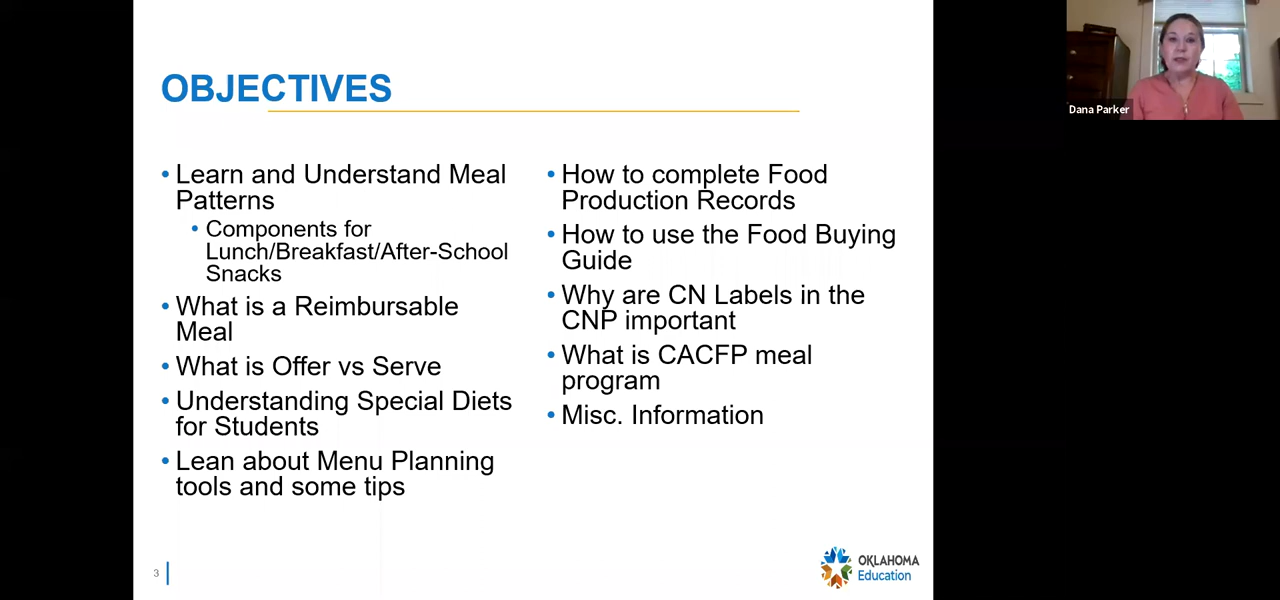 OBJECTIVES
• Learn and Understand Meal
Patterns
• Components for
Lunch/Breakfast/After-School
Snacks
• What is a Reimbursable
Meal
• What is Offer vs Serve
• Understanding Special Diets
for Students
• Lean about Menu Planning
tools and some tips
• How to complete Food
Production Records
• How to use the Food Buying
Guide
• Why are CN Labels in the
CNP important
• What is CACFP meal
program
• Misc. Information
3
OKLAHOMA
Education
Dana Parker